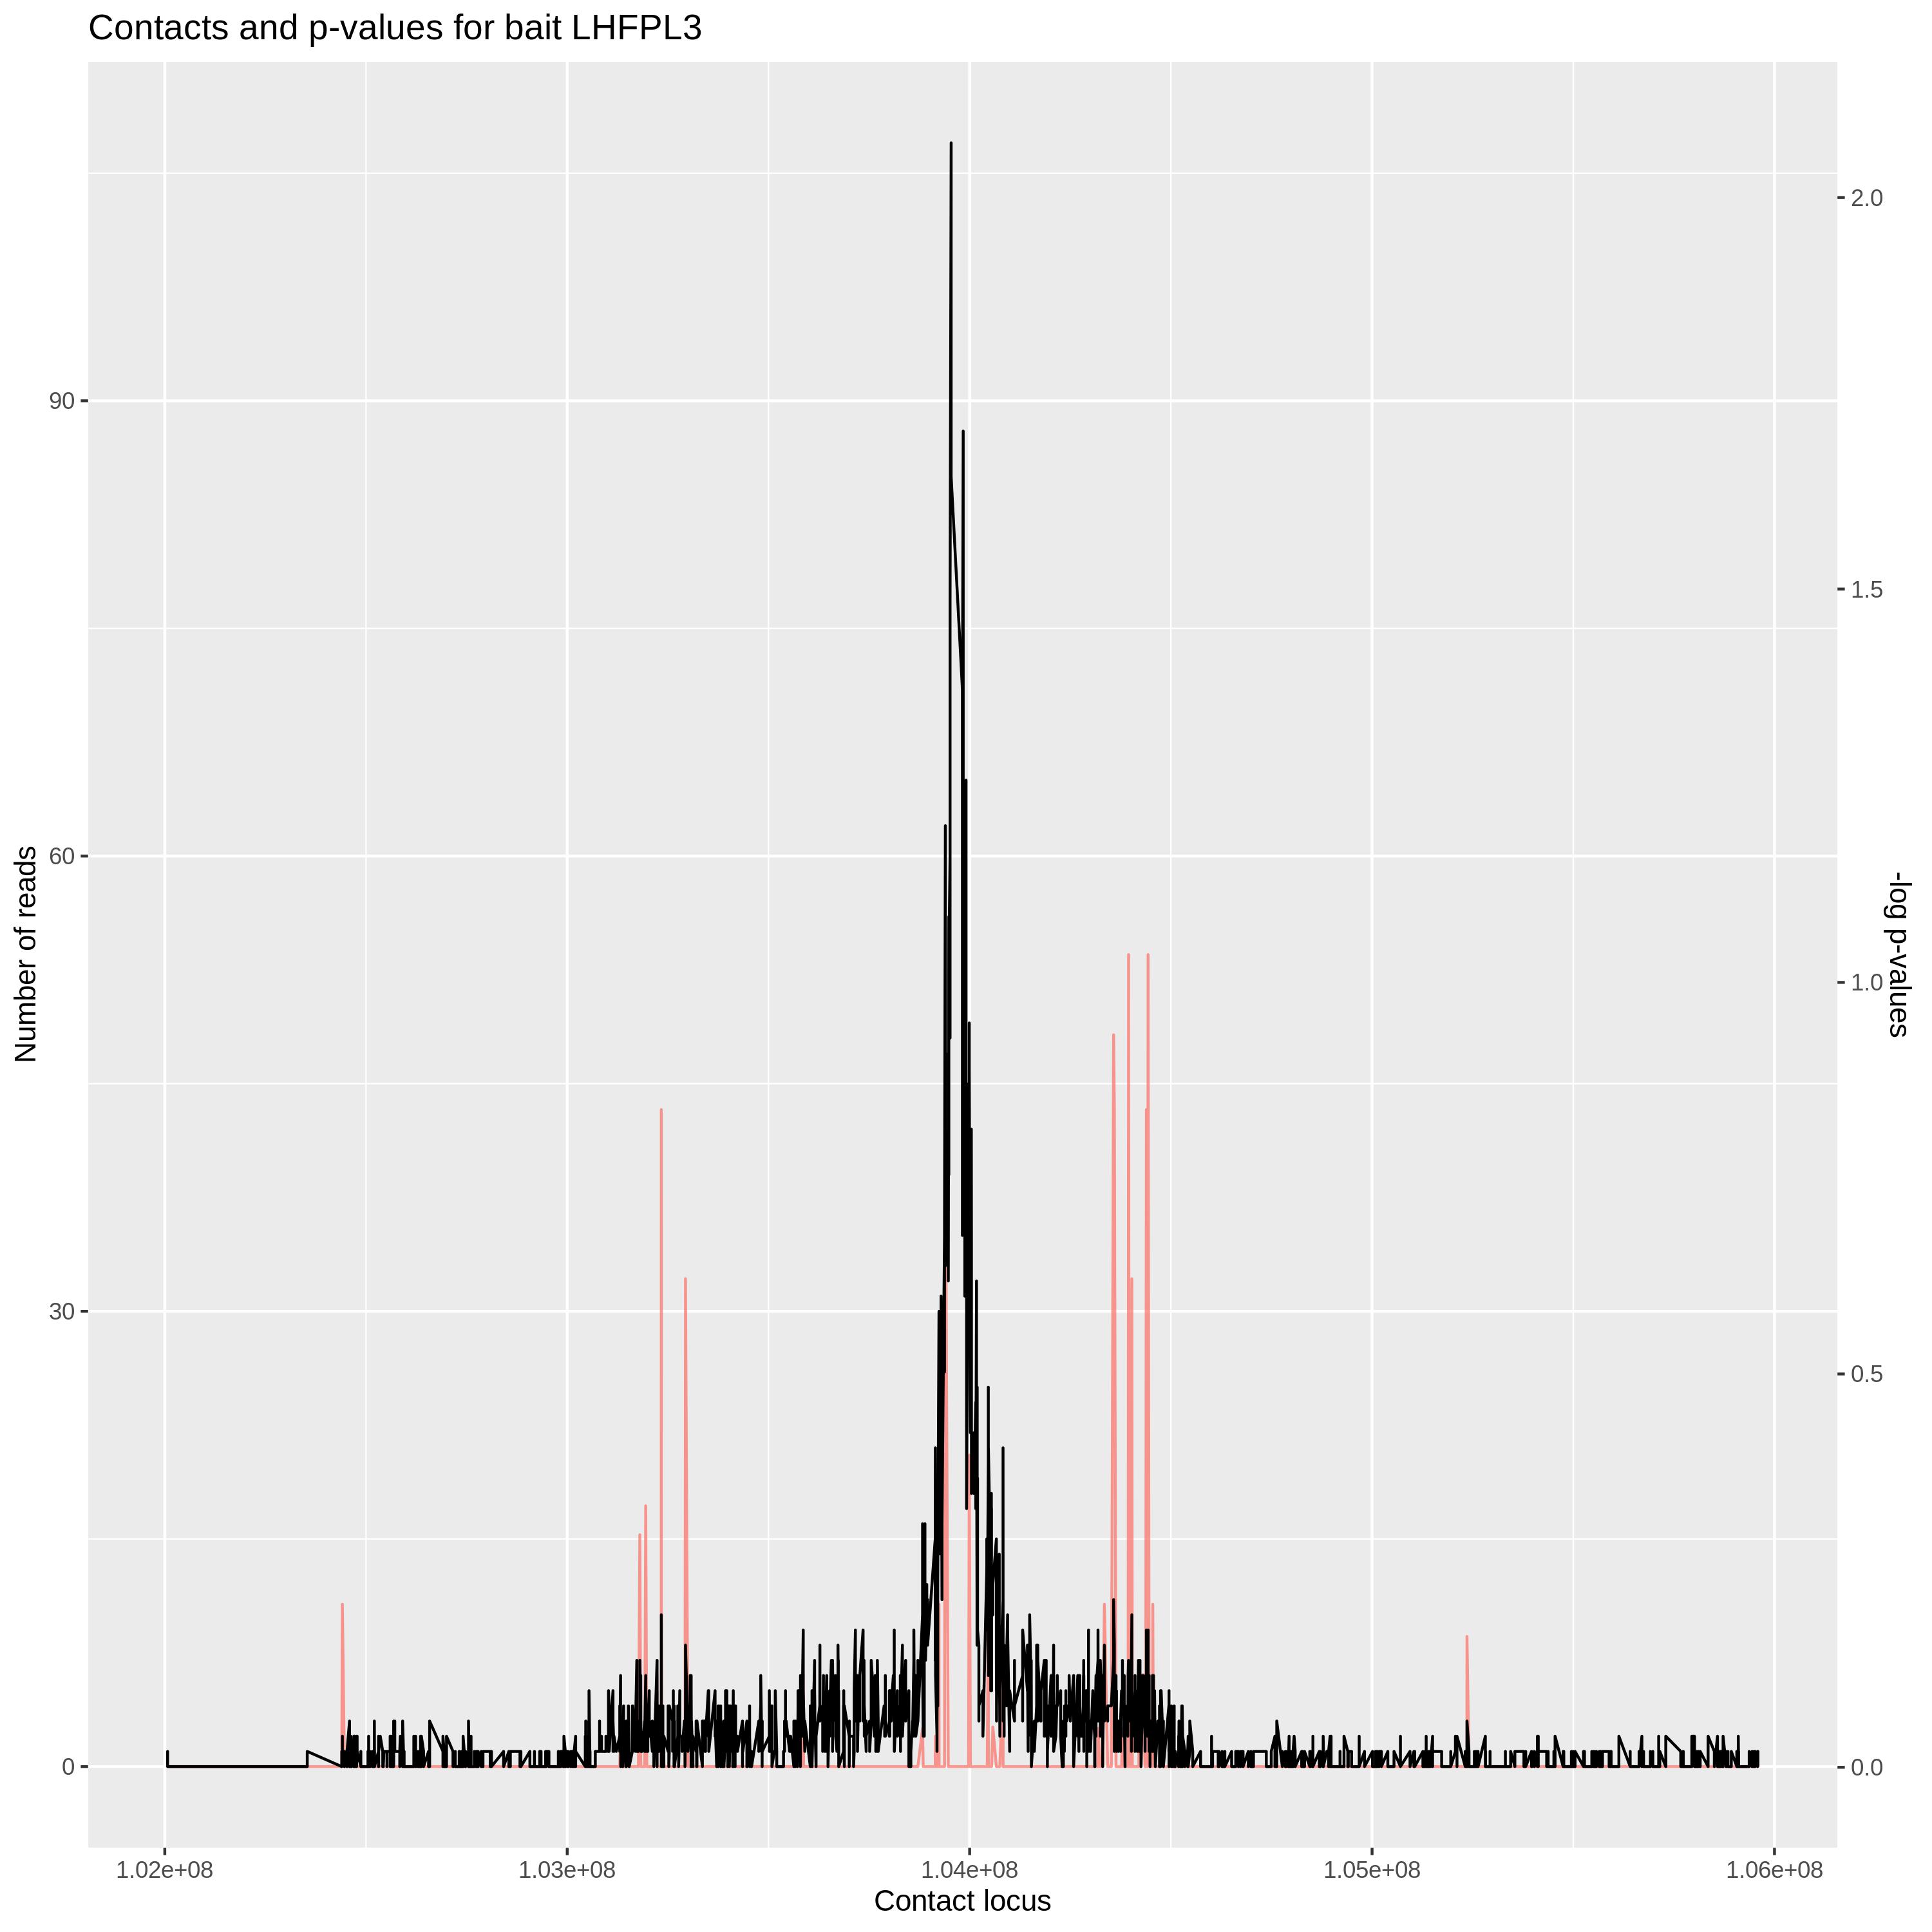 Contacts and p-values for bait LHFPL3
Number of reads
90
60
30
0
2.0
1.5
1.0
0.5
0.0
-log p-values
1.02e+08 1.03e+08 1.04e+08 1.05e+08 1.06e+08
Contact locus